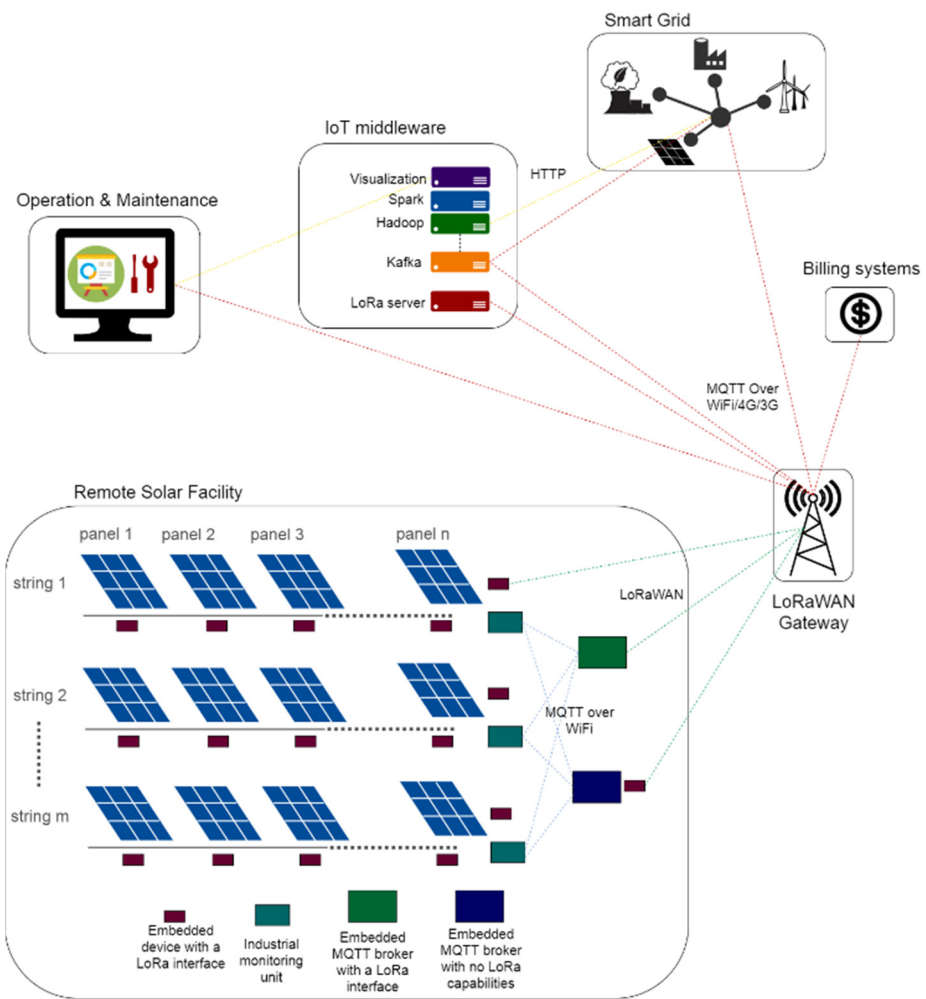 Smart Grid
IoT middleware
Visualization
Spark
Hadoop
Kafka
LoRa server
HTTP
Operation & Maintenance
Billing systems
$
MQTT Over
WiFi/4G/3G
LoRaWAN
Gateway
Remote Solar Facility
panel 1
panel 2
panel 3
panel n
string 1
LoRaWAN
string 2
MQTT over
WiFi
string m
Embedded
device with a
LoRa interface
Industrial
monitoring
unit
Embedded
MQTT broker
with a LoRa
interface
Embedded
MQTT broker
with no LoRa
capabilities